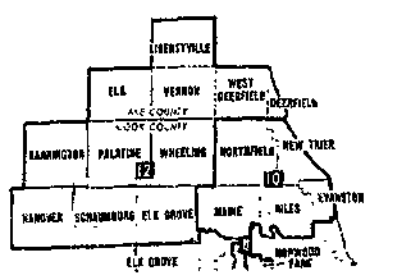 LIBERTYVILLE
ELA VERNON WEST DEERFIELD
DEERFIELD
LAKE COUNTY
COOK COUNTY
BARRINGTON PALATINE WHEELING NORTHFIELD NEW TRIER
12 10
EVANSTON
HANOVER SCHAUMBURG ELK GROVE MAINE NILES
ELK GROVE NORWOOD PARK